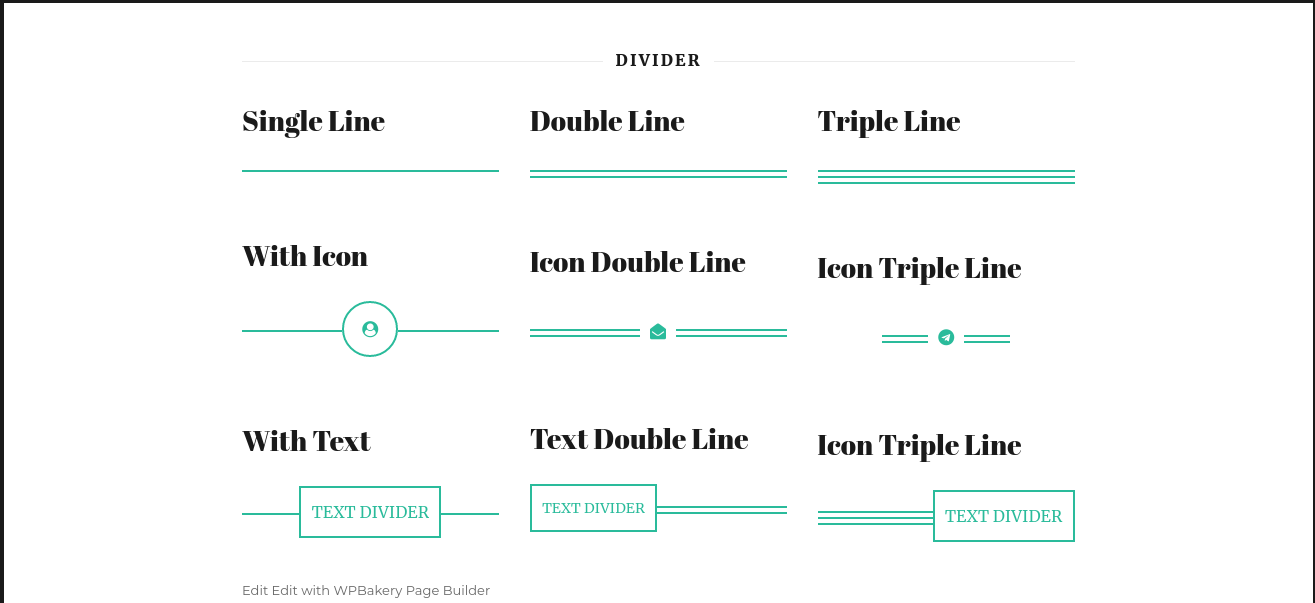 DIVIDER
Single Line
Double Line
Triple Line
With Icon
Icon Double Line
Icon Triple Line
With Text
Text Double Line
Icon Triple Line
TEXT DIVIDER
TEXT DIVIDER
TEXT DIVIDER
Edit Edit with WPBakery Page Builder